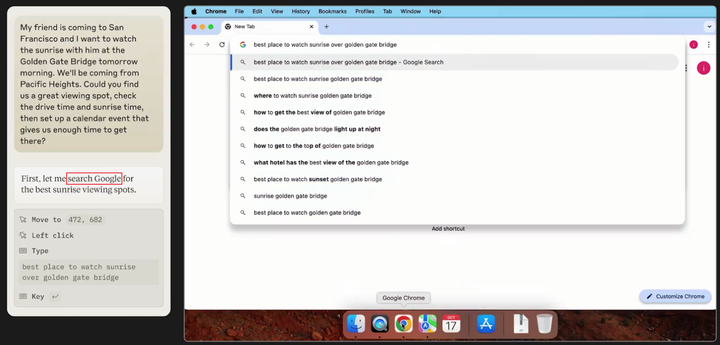 My friend is coming to San
Francisco and I want to watch
the sunrise with him at the
Golden Gate Bridge tomorrow
morning. We'll be coming from
Pacific Heights. Could you find
us a great viewing spot, check
the drive time and sunrise time,
then set up a calendar event that
gives us enough time to get
there?
First, let me search Google for
the best sunrise viewing spots.
Move to 472, 682
Left click
Type
best place to watch sunrise
over golden gate bridge
Key
Chrome File Edit View History Bookmarks Profiles Tab Window Help
New Tab
best place to watch sunrise over golden gate bridge
best place to watch sunrise over golden gate bridge – Google Search
best place to watch sunrise golden gate bridge
where to watch sunrise golden gate bridge
how to get the best view of golden gate bridge
does the golden gate bridge light up at night
how to get to the top of golden gate bridge
what hotel has the best view of the golden gate bridge
best place to watch sunset golden gate bridge
sunrise golden gate bridge
best place to watch golden gate bridge
Add shortcut
Google Chrome
Customize Chrome
OCT
17